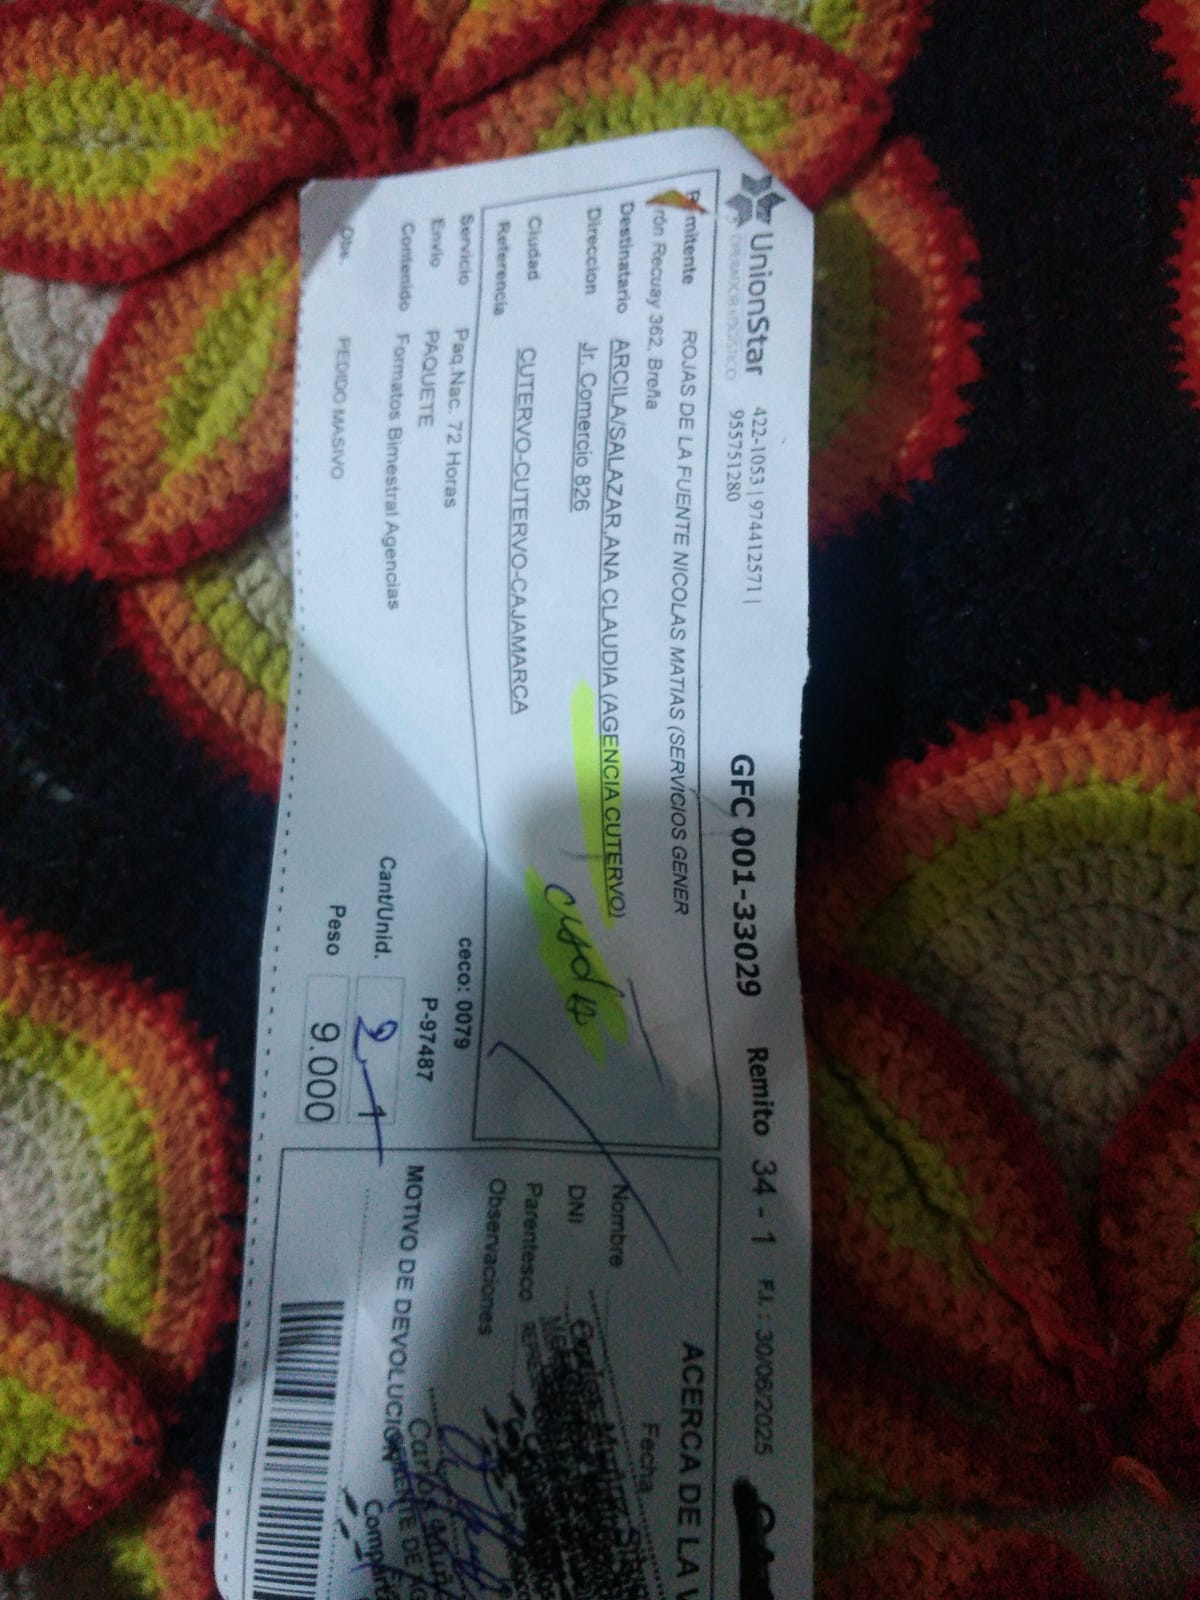 UnionStar 422-1053 | 974412571 |
OPERADOR LOGÍSTICO 955751280
GFC 001-33029 Remito 34 - 1 F.I.: 30/06/2025
mitente ROJAS DE LA FUENTE NICOLAS MATIAS (SERVICIOS GENER
rón Recuay 362, Breña
Destinatario ARCILA/SALAZAR,ANA CLAUDIA (AGENCIA CUTERVO)
Direccion Jr. Comercio 826
Ciudad CUTERVO-CUTERVO-CAJAMARCA
Referencia
Servicio Paq.Nac. 72 Horas ceco: 0079
Envio PAQUETE P-97487
Contenido Formatos Bimestral Agencias Cant/Unid.
Obs. PEDIDO MASIVO Peso 9.000
ACERCA DE LA
Fecha
Nombre
DNI
Parentesco
Observaciones
MOTIVO DE DEVOLUCION